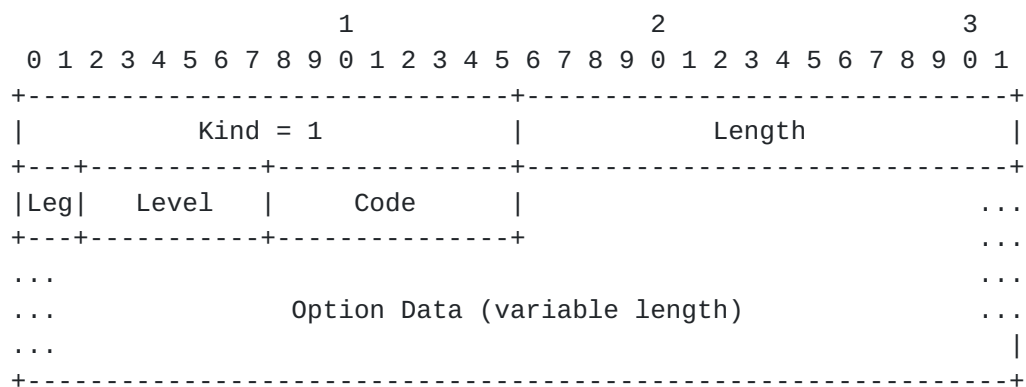 1                   2                   3
 0 1 2 3 4 5 6 7 8 9 0 1 2 3 4 5 6 7 8 9 0 1 2 3 4 5 6 7 8 9 0 1
+-------------------------------+-------------------------------+
|           Kind = 1            |            Length             |
+---+-----------+---------------+-------------------------------+
|Leg|   Level   |     Code      |                             ...
+---+-----------+---------------+                             ...
...                                                           ...
...               Option Data (variable length)               ...
...                                                             |
+---------------------------------------------------------------+